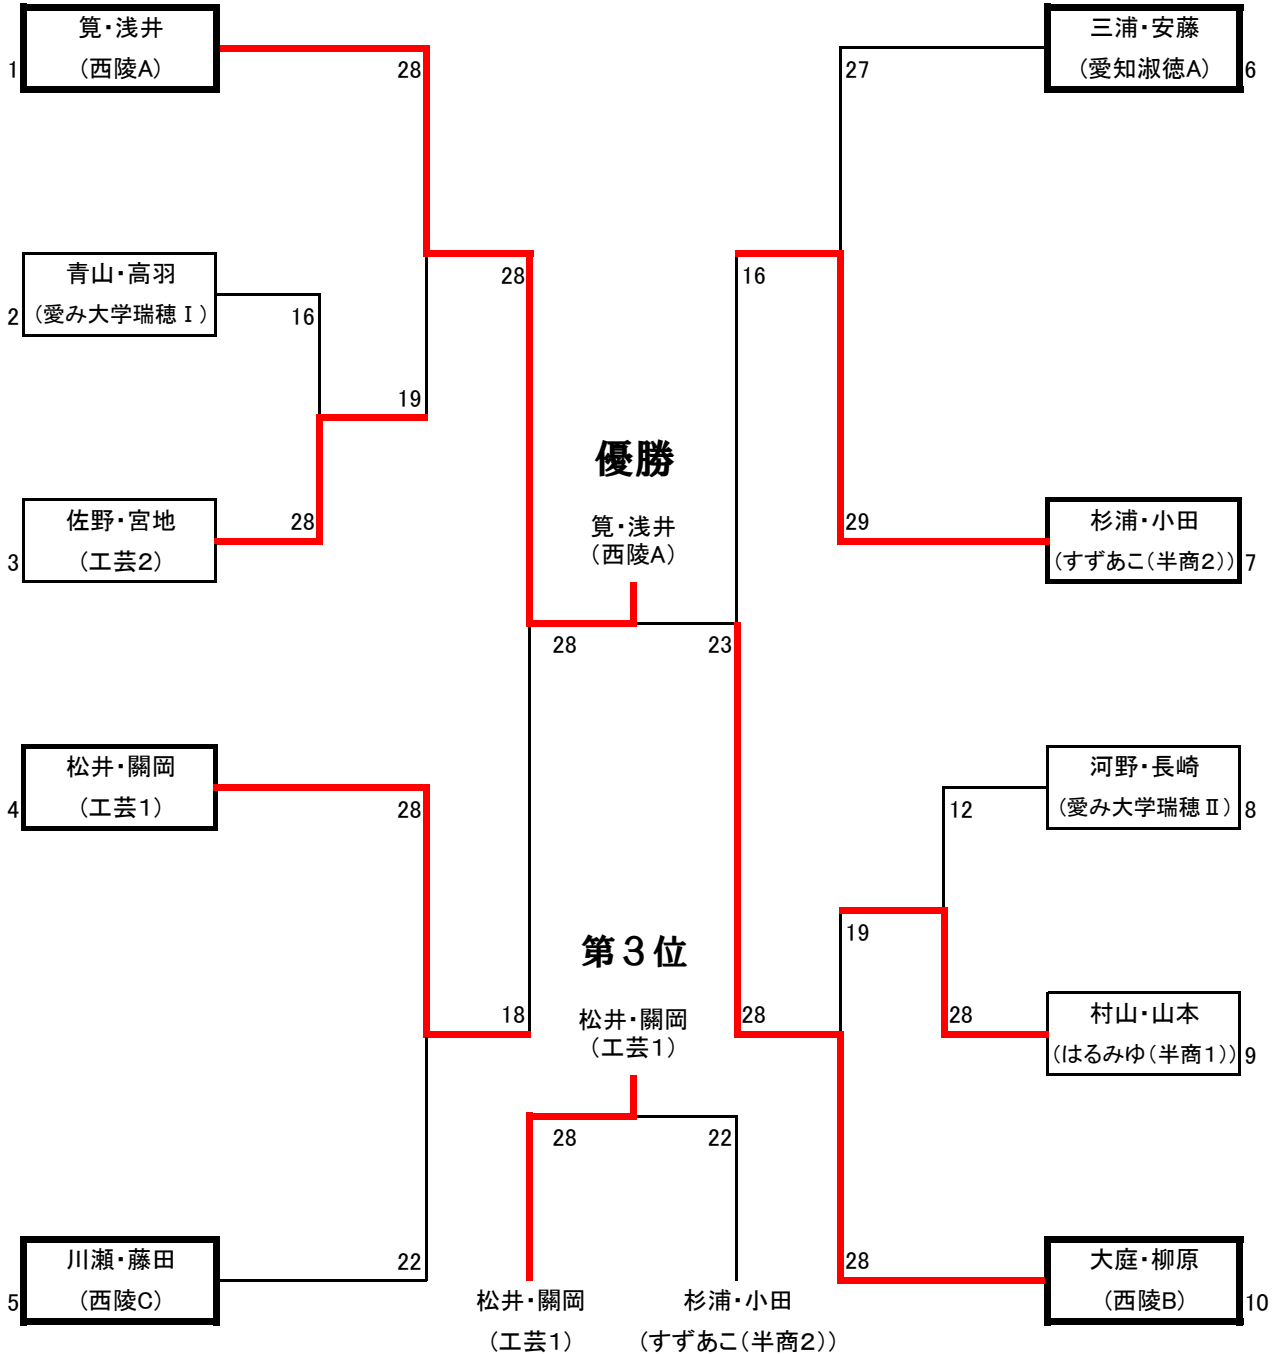 筧・浅井
(西陵A)
1
28
青山・高羽
(愛み大学瑞穂Ⅰ)
2
16
19
28
佐野・宮地
(工芸2)
3
28
優勝
筧・浅井
(西陵A)
28
23
松井・關岡
(工芸1)
4
28
18
川瀬・藤田
(西陵C)
5
22
三浦・安藤
(愛知淑徳A)
6
27
16
杉浦・小田
(すずあこ(半商2))
7
29
河野・長崎
(愛み大学瑞穂Ⅱ)
8
12
19
村山・山本
(はるみゆ(半商1))
9
28
28
大庭・柳原
(西陵B)
10
28
第3位
松井・關岡
(工芸1)
28
22
松井・關岡
(工芸1)
杉浦・小田
(すずあこ(半商2))